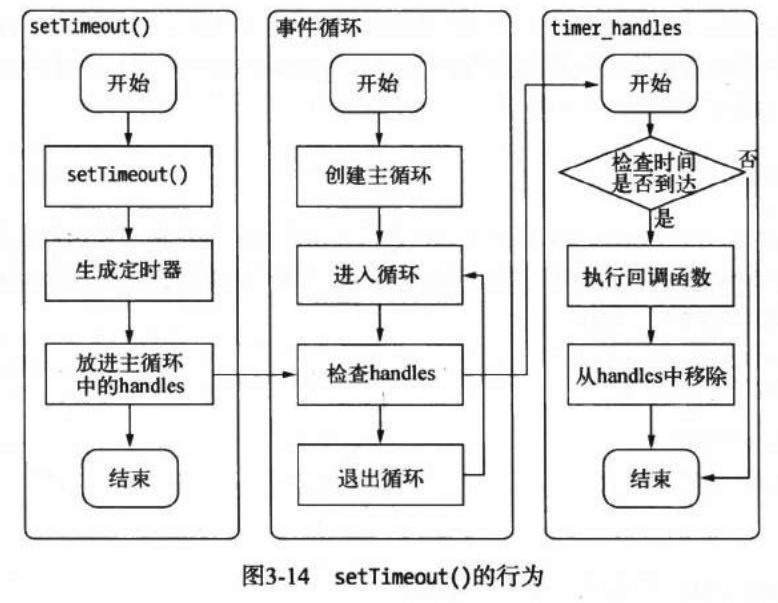 setTimeout()
开始
setTimeout()
生成定时器
放进主循环
中的handles
结束
事件循环
开始
创建主循环
进入循环
检查handles
退出循环
timer_handles
开始
检查时间
是否到达
否
是
执行回调函数
从handles中移除
结束
图3-14 setTimeout()的行为